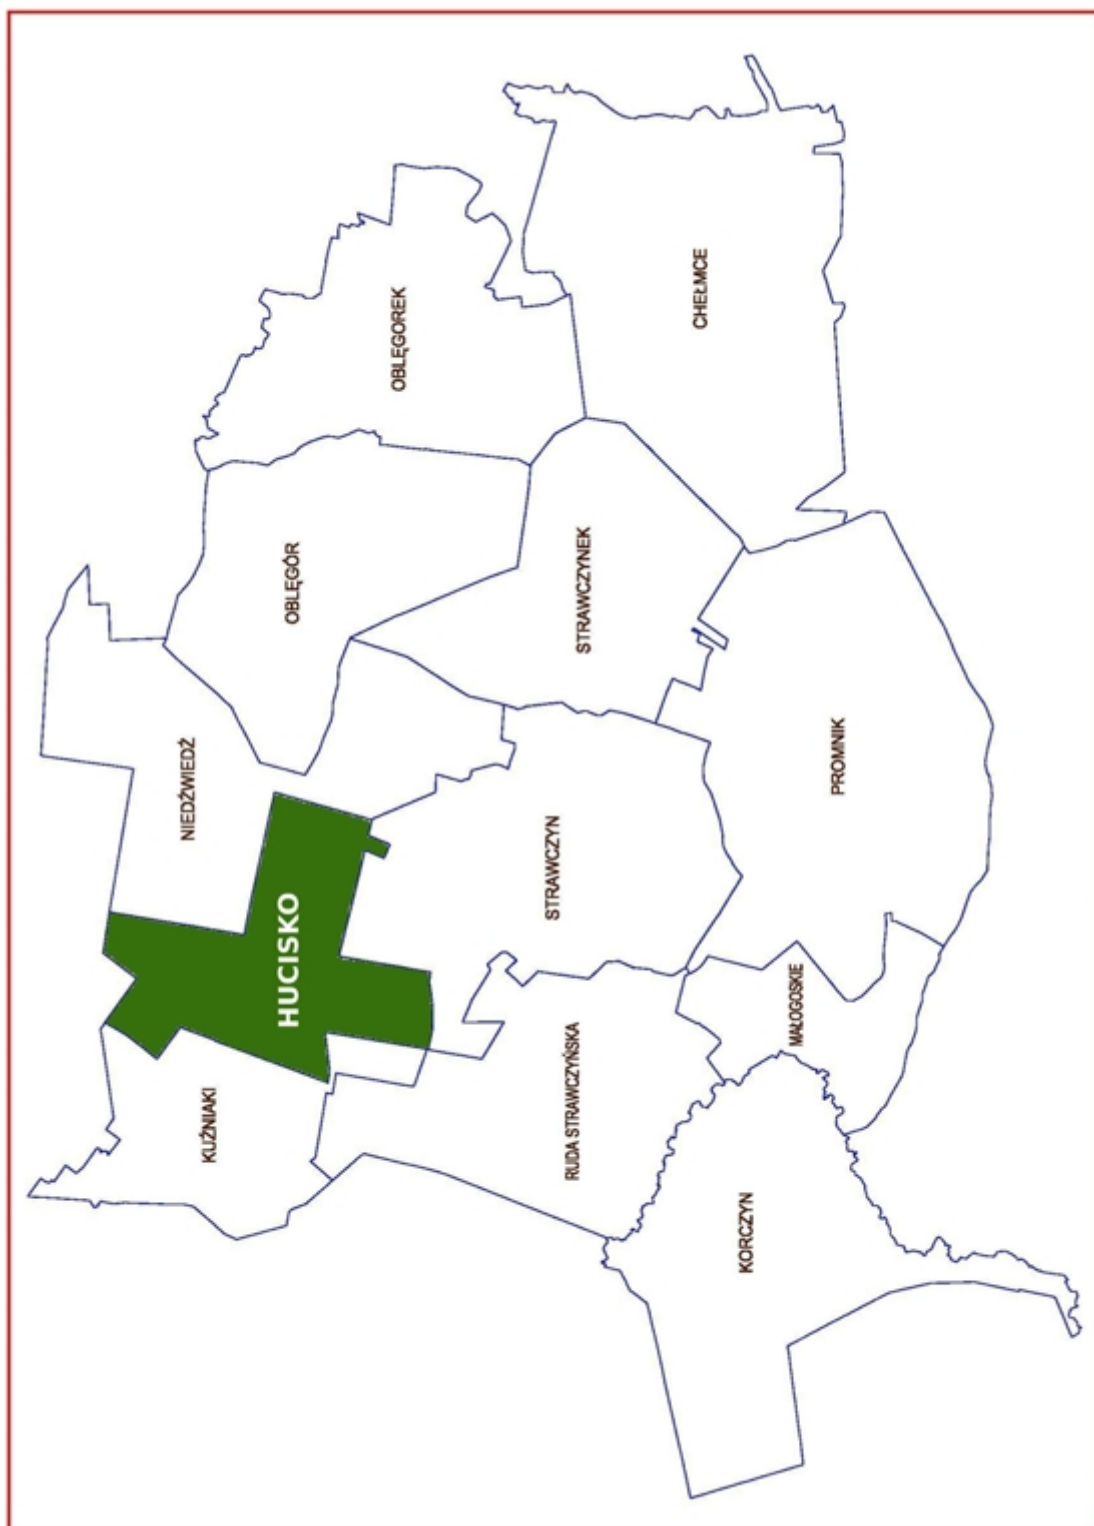 CHEŁMCE
OBLĘGOREK
OBLĘGÓR
STRAWCZYNEK
NIEDŹWIEDŹ
PROMNIK
STRAWCZYN
HUCISKO
MAŁOGOSKIE
RUDA STRAWCZYŃSKA
KUŹNIAKI
KORCZYN